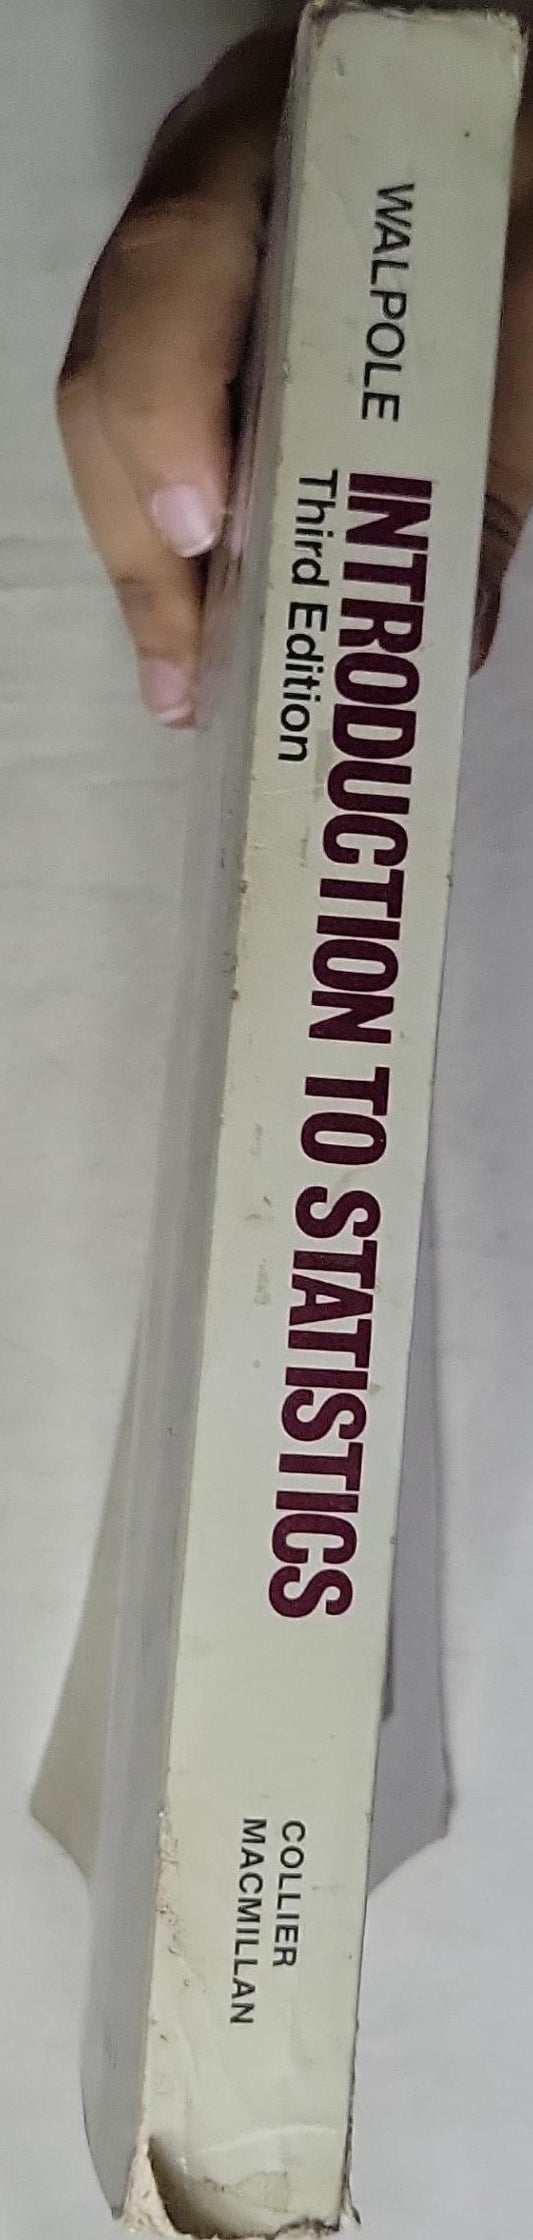 WALPOLE
INTRODUCTION TO STATISTICS
Third Edition
COLLIER
MACMILLAN